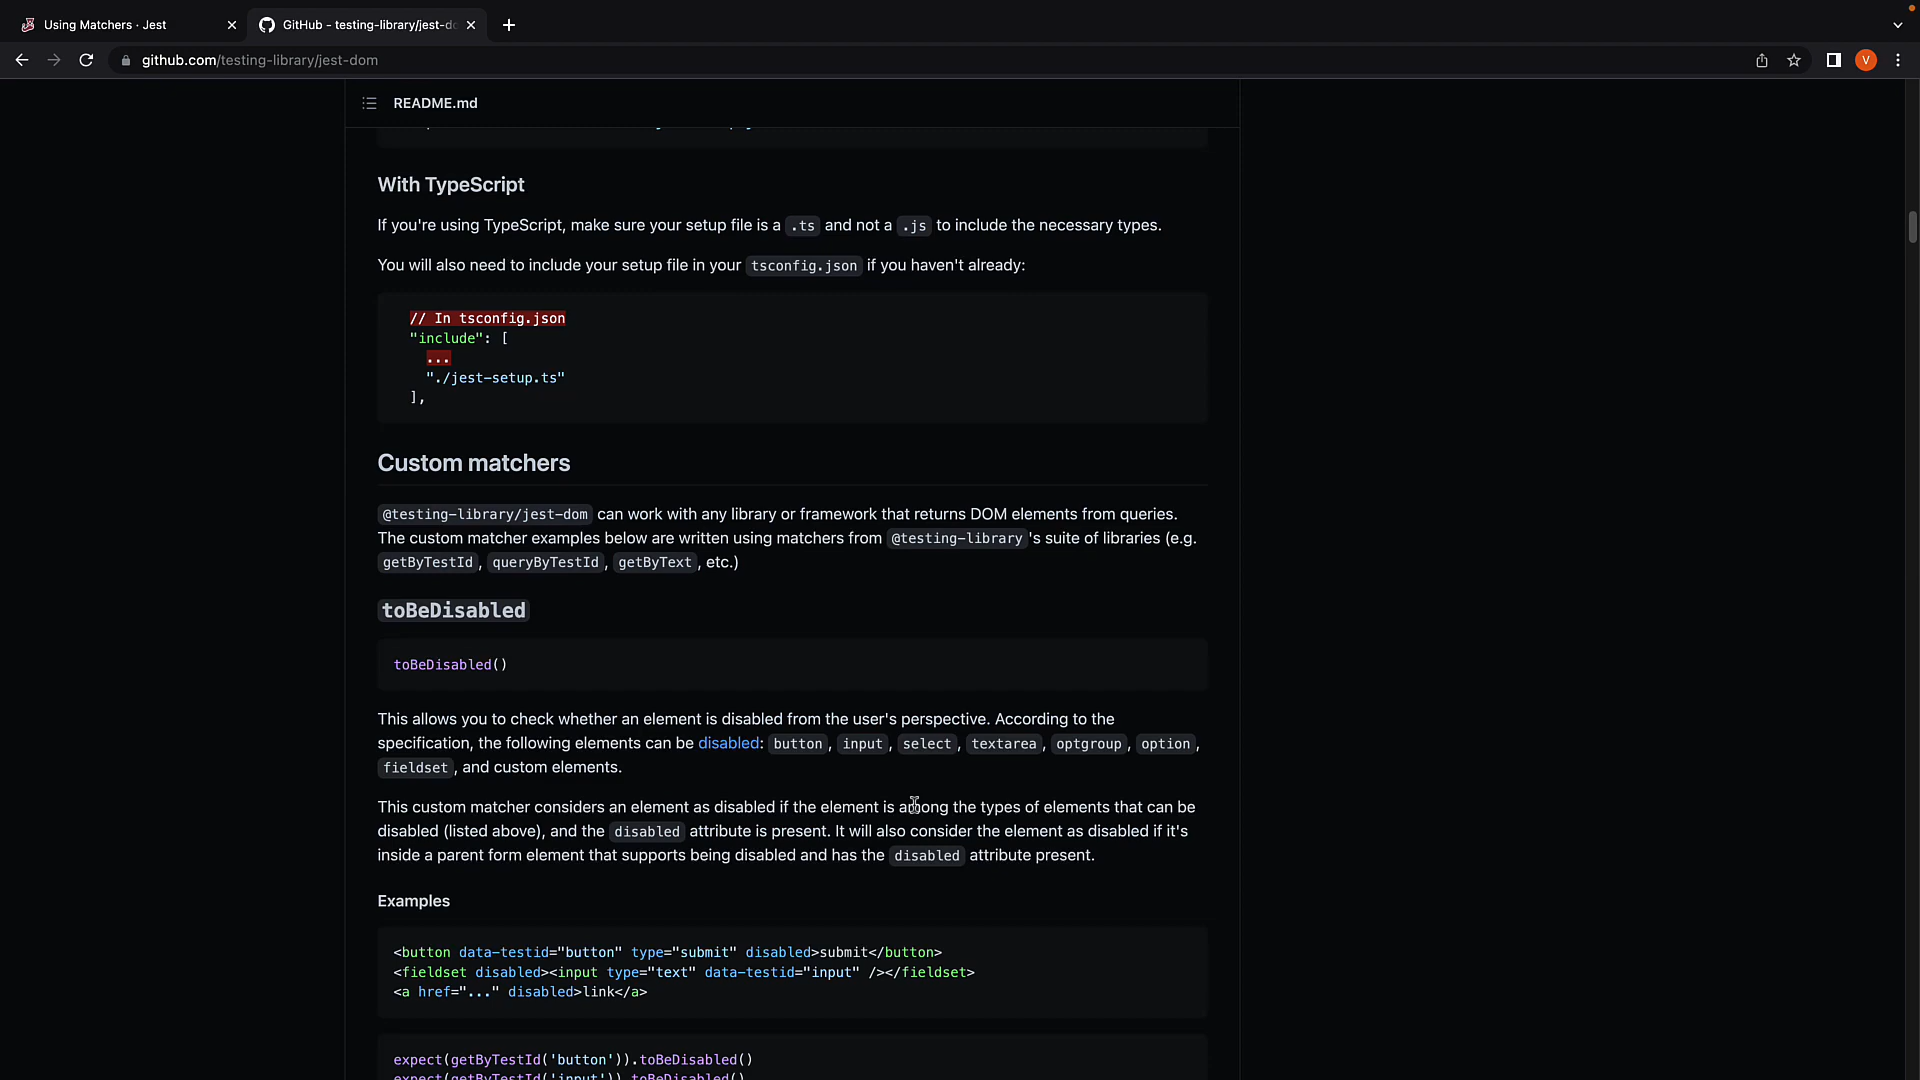 Using Matchers · Jest
GitHub - testing-library/jest-do
github.com/testing-library/jest-dom
V
README.md
With TypeScript
If you're using TypeScript, make sure your setup file is a .ts and not a .js to include the necessary types.
You will also need to include your setup file in your tsconfig.json if you haven't already:
// In tsconfig.json
"include": [
...
"./jest-setup.ts"
],
Custom matchers
@testing-library/jest-dom can work with any library or framework that returns DOM elements from queries.
The custom matcher examples below are written using matchers from @testing-library 's suite of libraries (e.g.
getByTestId, queryByTestId, getByText, etc.)
toBeDisabled
toBeDisabled()
This allows you to check whether an element is disabled from the user's perspective. According to the
specification, the following elements can be disabled: button, input, select, textarea, optgroup, option,
fieldset, and custom elements.
This custom matcher considers an element as disabled if the element is among the types of elements that can be
disabled (listed above), and the disabled attribute is present. It will also consider the element as disabled if it's
inside a parent form element that supports being disabled and has the disabled attribute present.
Examples
<button data-testid="button" type="submit" disabled>submit</button>
<fieldset disabled><input type="text" data-testid="input" /></fieldset>
<a href="..." disabled>link</a>
expect(getByTestId('button')).toBeDisabled()
expect(getByTestId('input')).toBeDisabled()